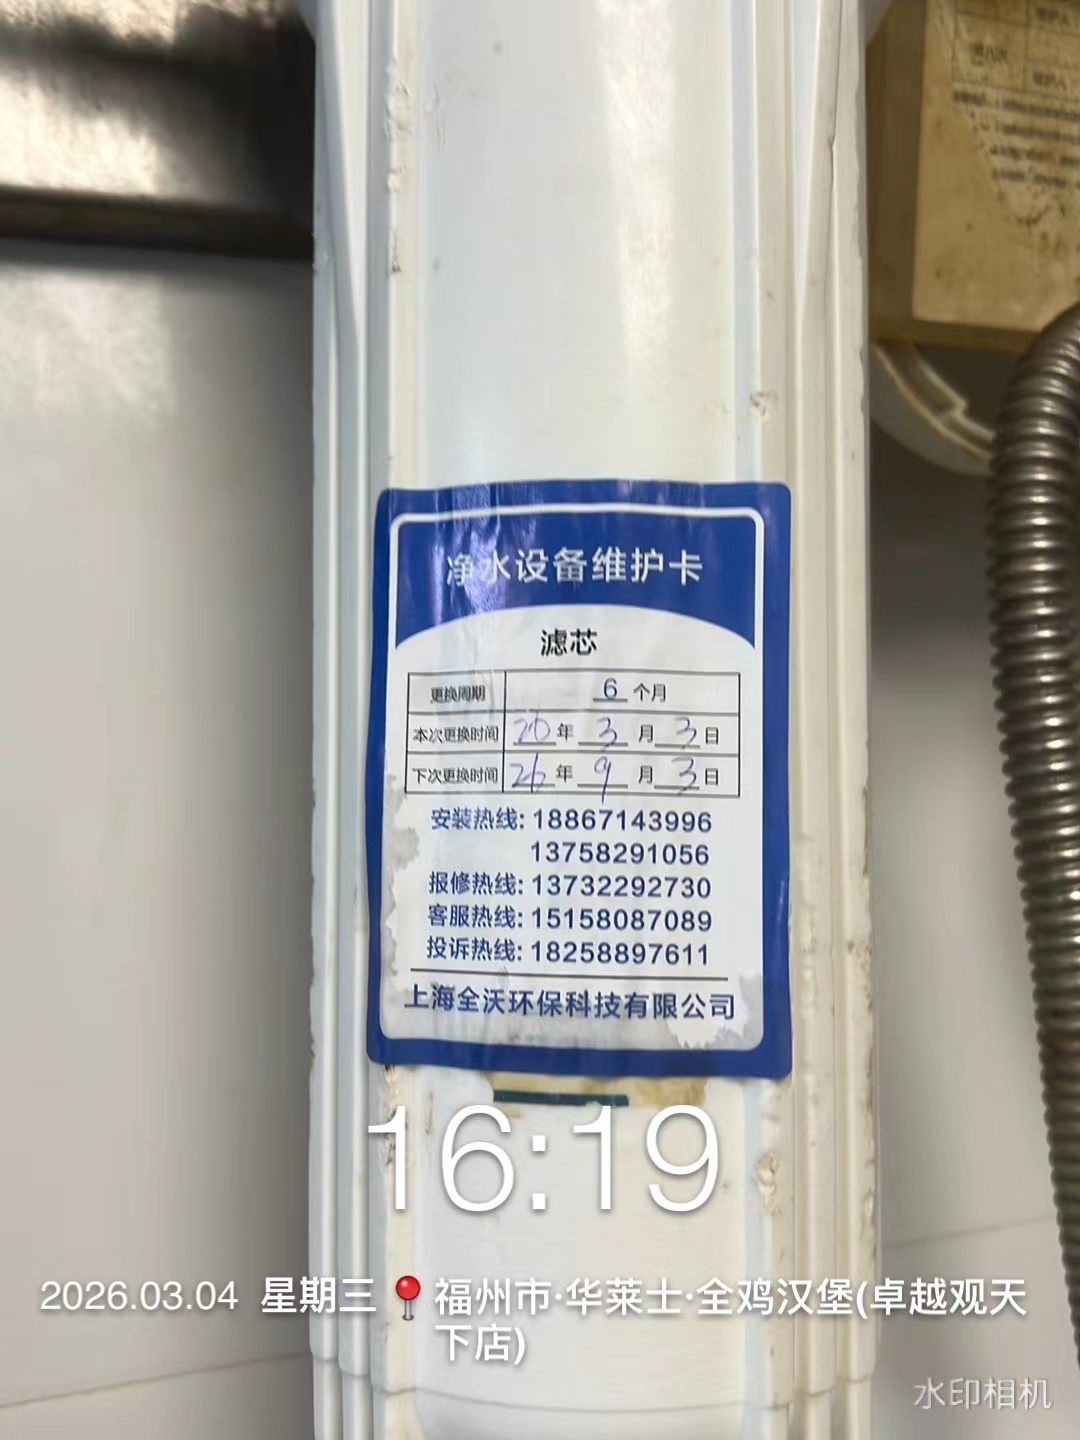 净水设备维护卡
滤芯
更换周期 6 个月
本次更换时间 26 年 3 月 3 日
下次更换时间 26 年 9 月 3 日
安装热线: 18867143996
13758291056
报修热线: 13732292730
客服热线: 15158087089
投诉热线: 18258897611
上海全沃环保科技有限公司
16:19
2026.03.04 星期三 福州市·华莱士·全鸡汉堡(卓越观天
下店)
水印相机